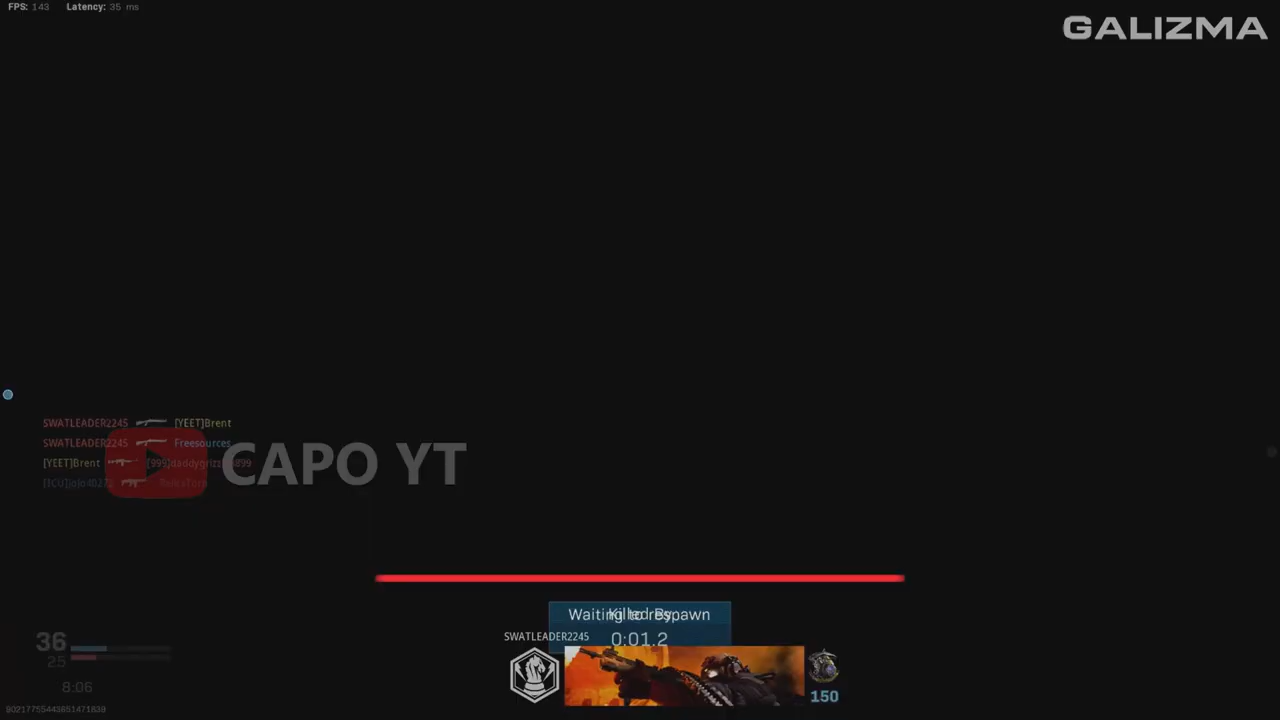 FPS: 143 Latency: 35 ms
GALIZMA
SWATLEADER2245 [YEET]Brent
SWATLEADER2245 Freesources
[YEET]Brent
CAPO YT
Waiting to respawn
Killed By
SWATLEADER2245 0:01.2
36
25
150
8:06